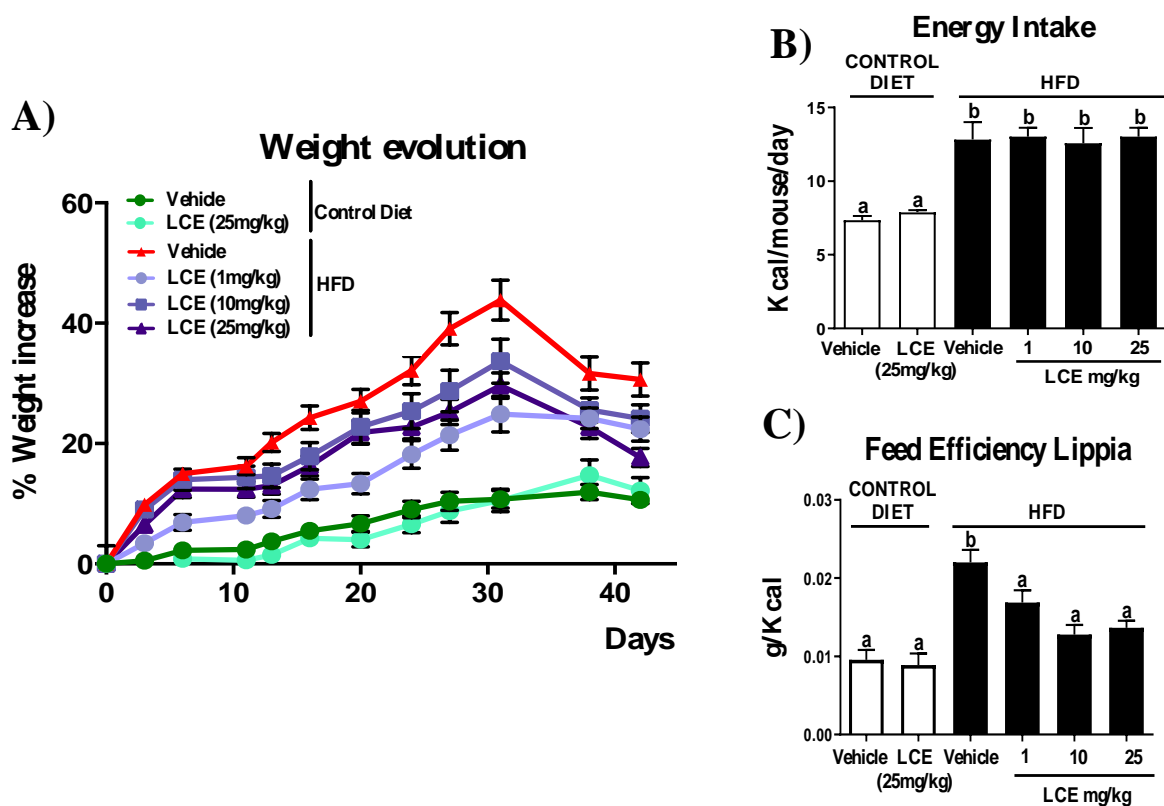 A)
Weight evolution
% Weight increase
60
40
20
0
Vehicle
LCE (25mg/kg)
Control Diet
Vehicle
LCE (1mg/kg)
LCE (10mg/kg)
LCE (25mg/kg)
HFD
0 10 20 30 40
Days
B)
Energy Intake
CONTROL
DIET
HFD
Kcal/mouse/day
15
10
5
0
a a b b b b
Vehicle LCE Vehicle 1 10 25
(25mg/kg)
LCE mg/kg
C)
Feed Efficiency Lippia
CONTROL
DIET
HFD
g/Kcal
0.03
0.02
0.01
0.00
a a b a a a
Vehicle LCE Vehicle 1 10 25
(25mg/kg)
LCE mg/kg